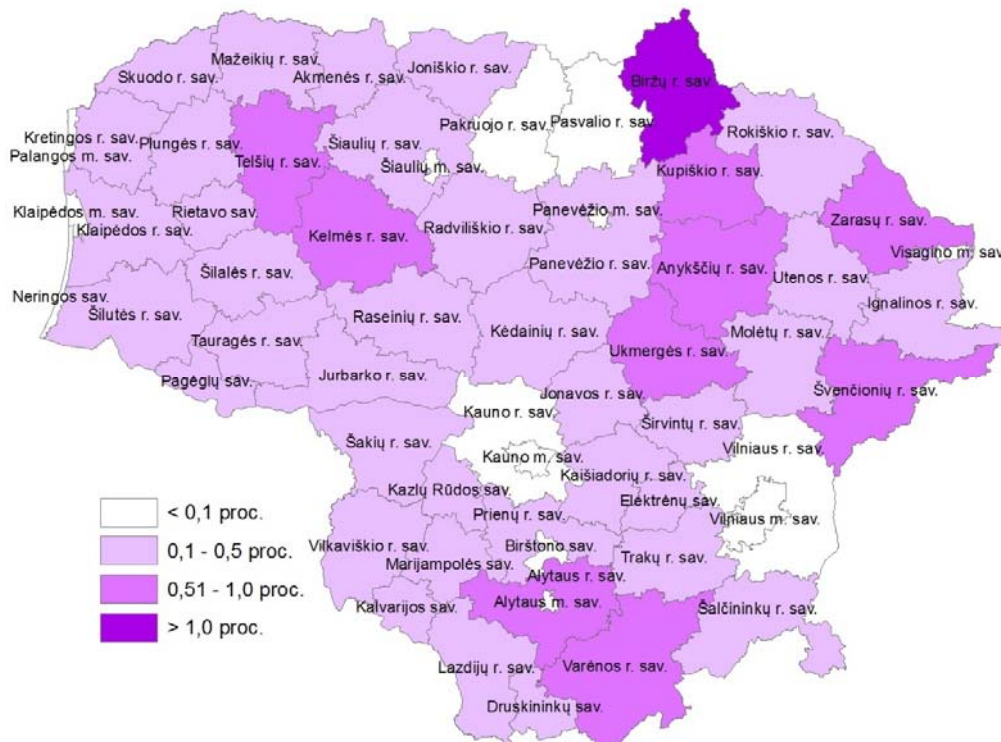 Mažeikių r. sav.
Skuodo r. sav.
Akmenės r. sav.
Joniškio r. sav.
Biržų r. sav.
Pakruojo r. sav.
Pasvalio r. sav.
Rokiškio r. sav.
Kretingos r. sav.
Plungės r. sav.
Šiaulių r. sav.
Palangos m. sav.
Telšių r. sav.
Šiaulių m. sav.
Kupiškio r. sav.
Klaipėdos m. sav.
Rietavo sav.
Klaipėdos r. sav.
Kelmės r. sav.
Radviliškio r. sav.
Panevėžio m. sav.
Zarasų r. sav.
Visagino m. sav.
Šilalės r. sav.
Panevėžio r. sav.
Anykščių r. sav.
Utenos r. sav.
Neringos sav.
Šilutės r. sav.
Ignalinos r. sav.
Raseinių r. sav.
Kėdainių r. sav.
Molėtų r. sav.
Tauragės r. sav.
Ukmergės r. sav.
Pagėgių sav.
Jurbarko r. sav.
Jonavos r. sav.
Švenčionių r. sav.
Kauno r. sav.
Širvintų r. sav.
Šakių r. sav.
Vilniaus r. sav.
Kauno m. sav.
Kaišiadorių r. sav.
Kazlų Rūdos sav.
Elektrėnų sav.
Prienų r. sav.
Vilniaus m. sav.
Vilkaviškio r. sav.
Birštono sav.
Trakų r. sav.
Marijampolės sav.
Alytaus r. sav.
Kalvarijos sav.
Alytaus m. sav.
Šalčininkų r. sav.
Lazdijų r. sav.
Varėnos r. sav.
Druskininkų sav.
< 0,1 proc.
0,1 - 0,5 proc.
0,51 - 1,0 proc.
> 1,0 proc.